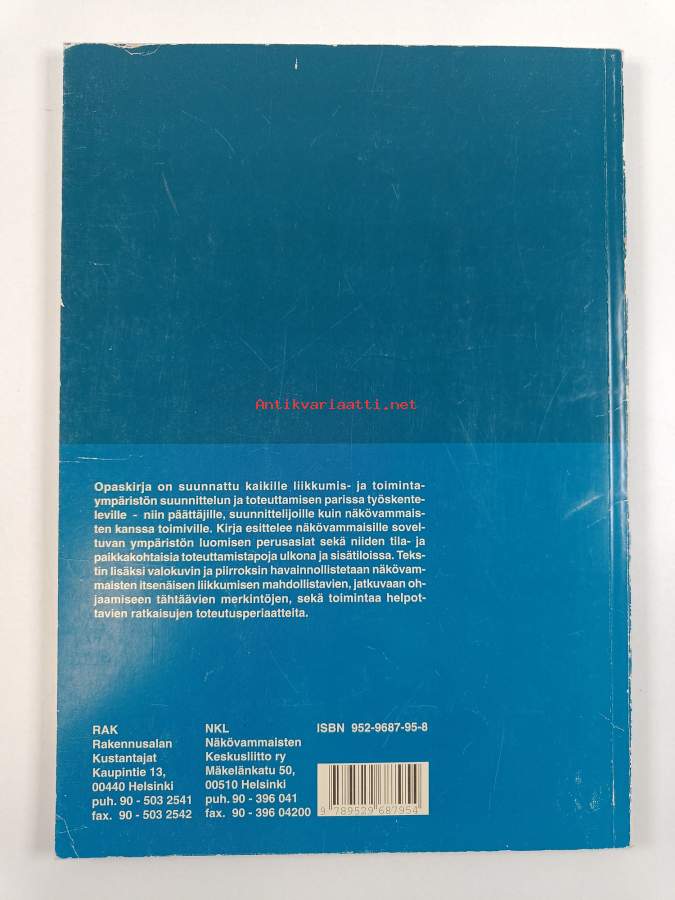 Antikvariaatti.net
Opaskirja on suunnattu kaikille liikkumis- ja toiminta-
ympäristön suunnittelun ja toteuttamisen parissa työskente-
leville - niin päättäjille, suunnittelijoille kuin näkövammais-
ten kanssa toimiville. Kirja esittelee näkövammaisille sovel-
tuvan ympäristön luomisen perusasiat sekä niiden tila- ja
paikkakohtaisia toteuttamistapoja ulkona ja sisätiloissa. Teks-
tin lisäksi valokuvin ja piirroksin havainnollistetaan näkövam-
maisten itsenäisen liikkumisen mahdollistavien, jatkuvaan oh-
jaamiseen tähtäävien merkintöjen, sekä toimintaa helpot-
tavien ratkaisujen toteutusperiaatteita.
RAK
Rakennusalan
Kustantajat
Kaupintie 13,
00440 Helsinki
puh. 90 - 503 2541
fax. 90 - 503 2542
NKL
Näkövammaisten
Keskusliitto ry
Mäkelänkatu 50,
00510 Helsinki
puh. 90 - 396 041
fax. 90 - 396 04200
ISBN 952-9687-95-8
9 789529 687954